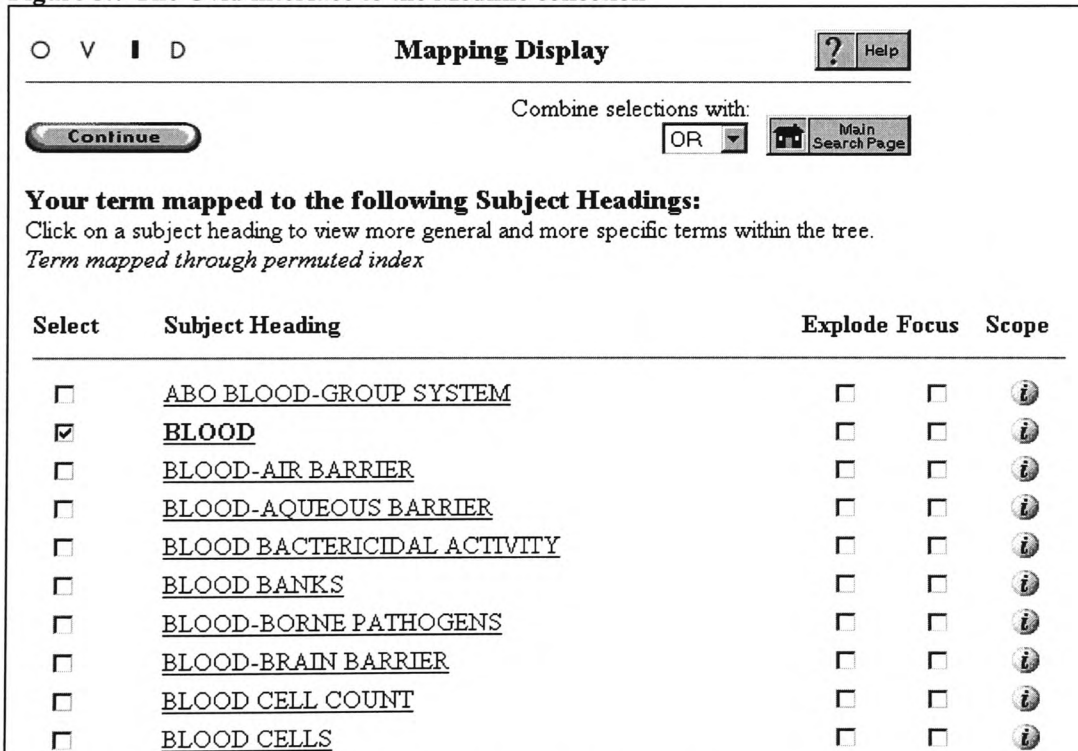 O V I D Mapping Display ? Help
Combine selections with:
Continue OR Main Search Page
Your term mapped to the following Subject Headings:
Click on a subject heading to view more general and more specific terms within the tree.
Term mapped through permuted index
Select Subject Heading Explode Focus Scope
ABO BLOOD-GROUP SYSTEM i
BLOOD i
BLOOD-AIR BARRIER i
BLOOD-AQUEOUS BARRIER i
BLOOD BACTERICIDAL ACTIVITY i
BLOOD BANKS i
BLOOD-BORNE PATHOGENS i
BLOOD-BRAIN BARRIER i
BLOOD CELL COUNT i
BLOOD CELLS i